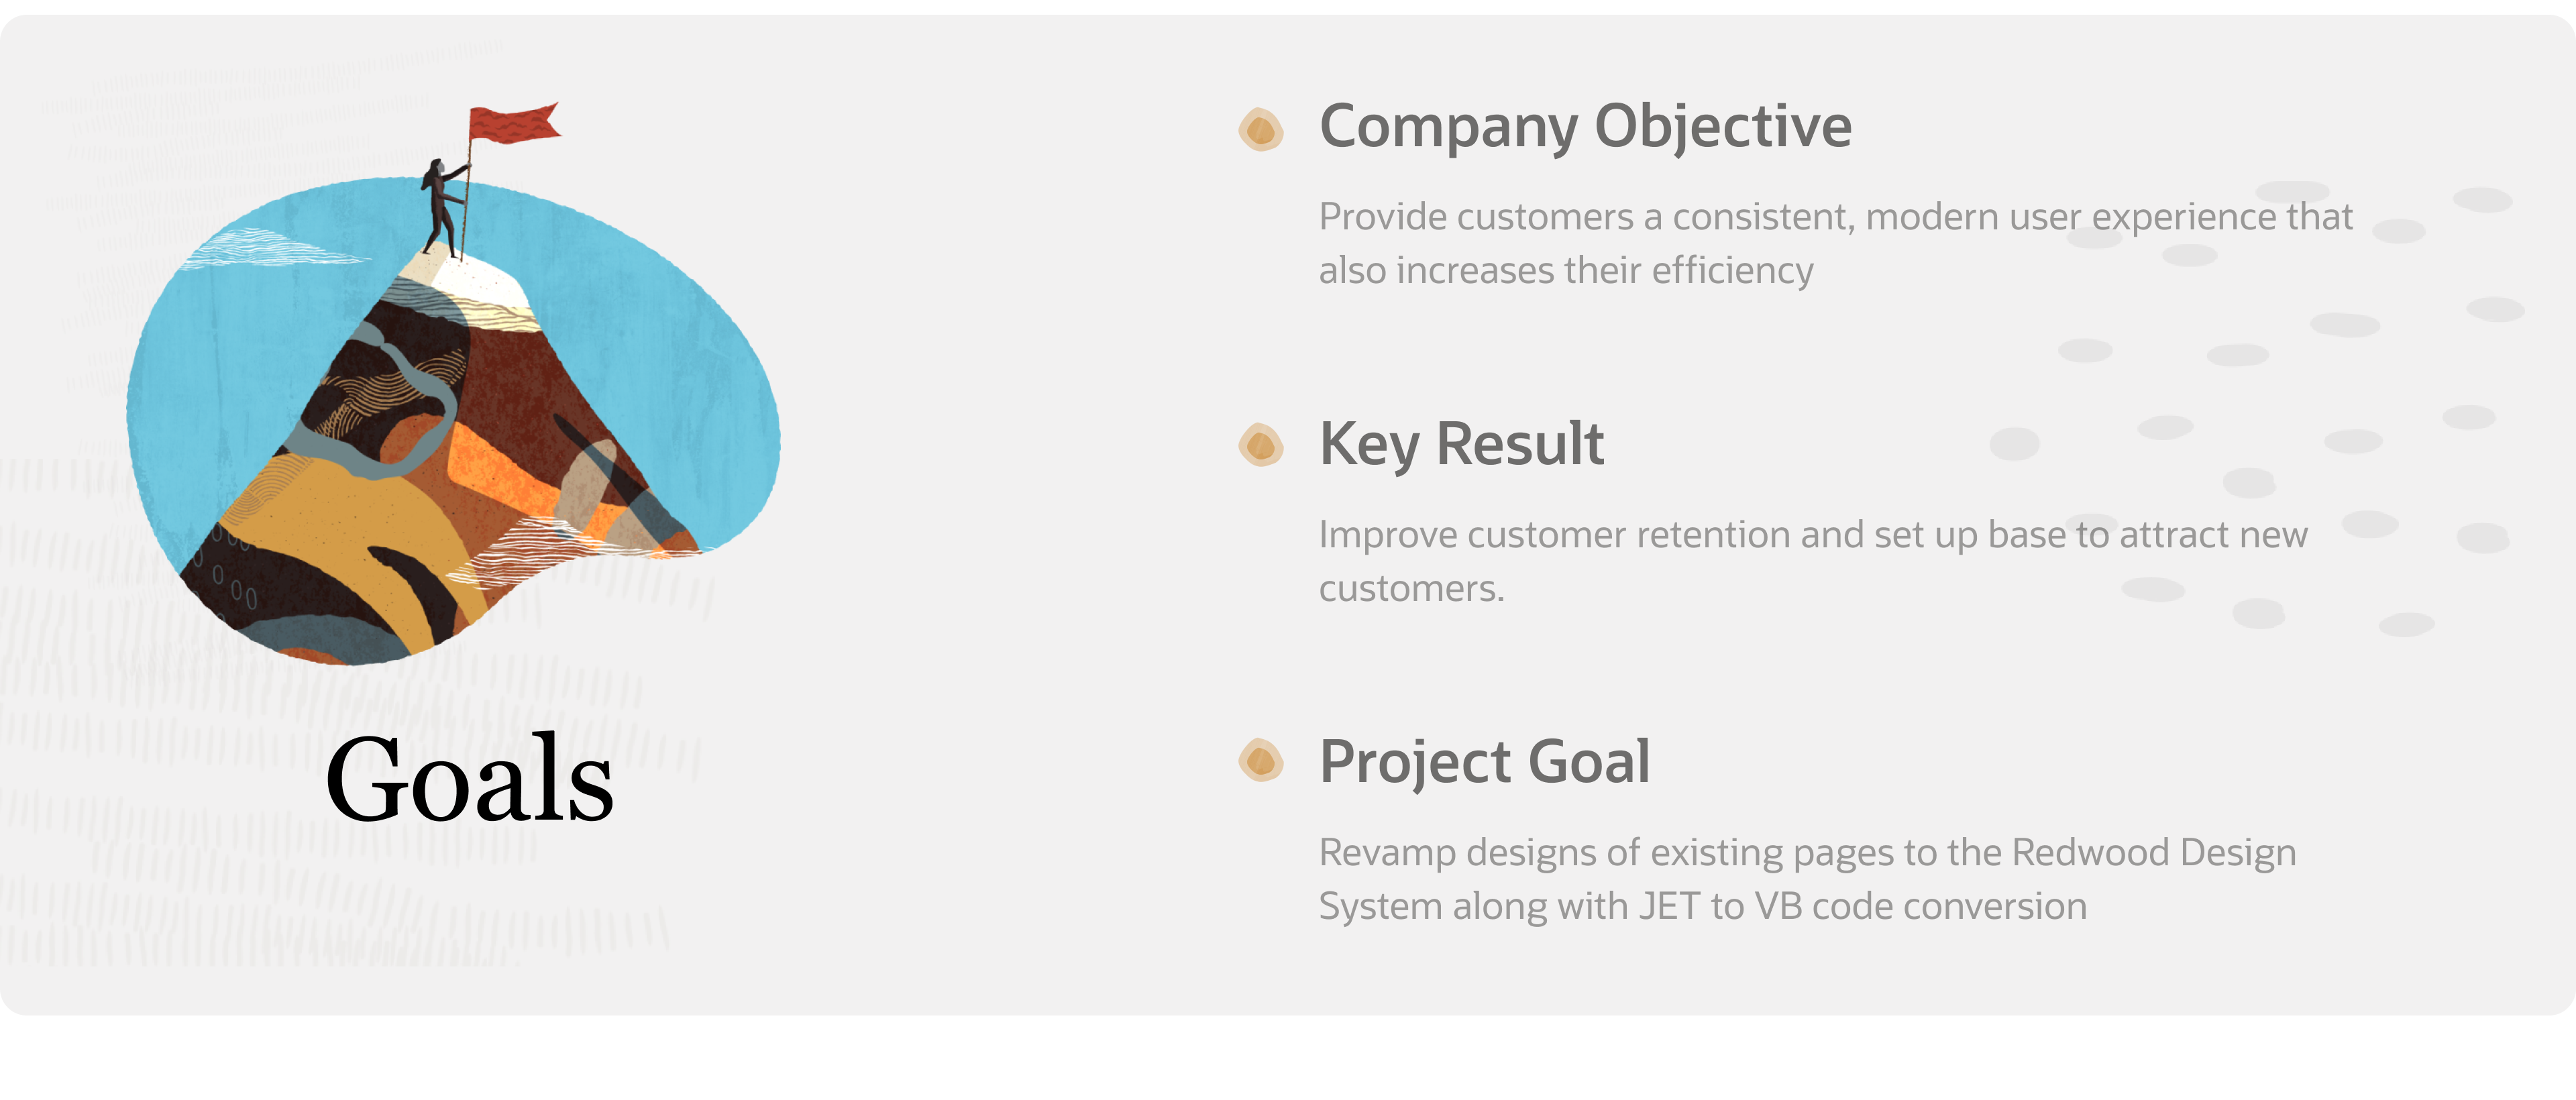 Goals
Company Objective
Provide customers a consistent, modern user experience that
also increases their efficiency
Key Result
Improve customer retention and set up base to attract new
customers.
Project Goal
Revamp designs of existing pages to the Redwood Design
System along with JET to VB code conversion